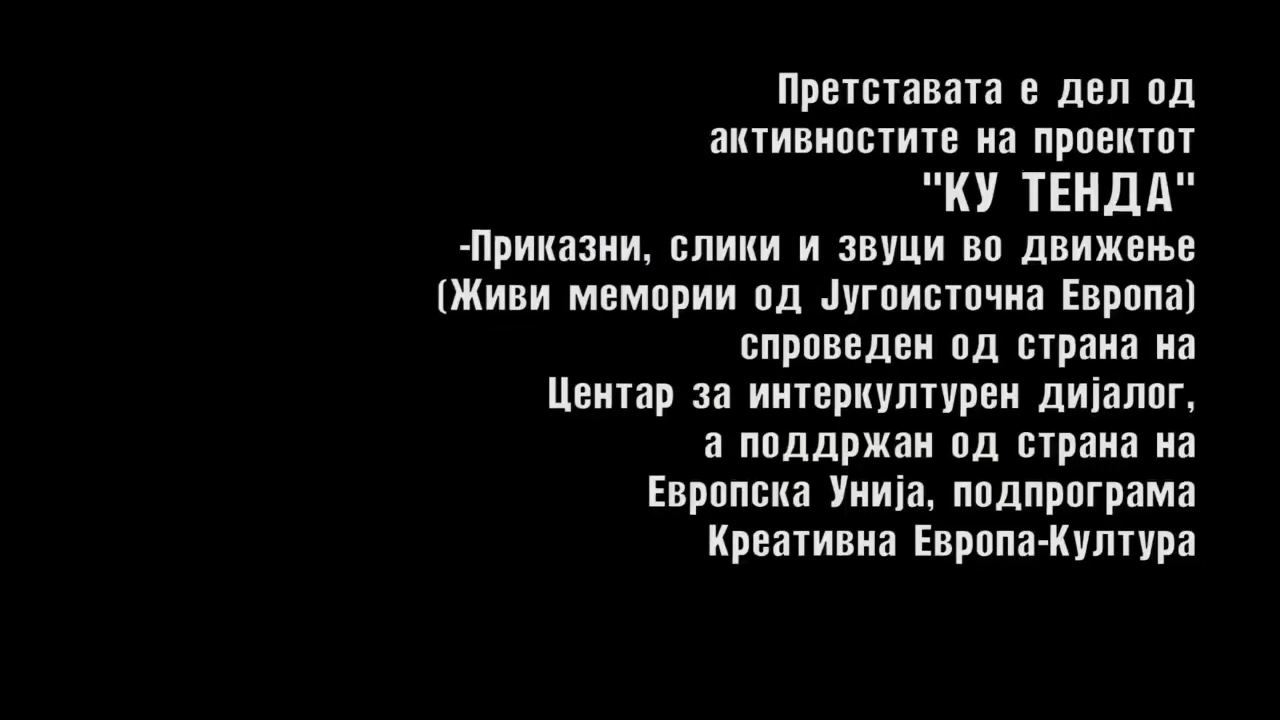 Претставата е дел од
активностите на проектот
"КУ ТЕНДА"
-Приказни, слики и звуци во движење
(Живи мемории од Југоисточна Европа)
спроведен од страна на
Центар за интеркултурен дијалог,
а поддржан од страна на
Европска Унија, подпрограма
Креативна Европа-Култура